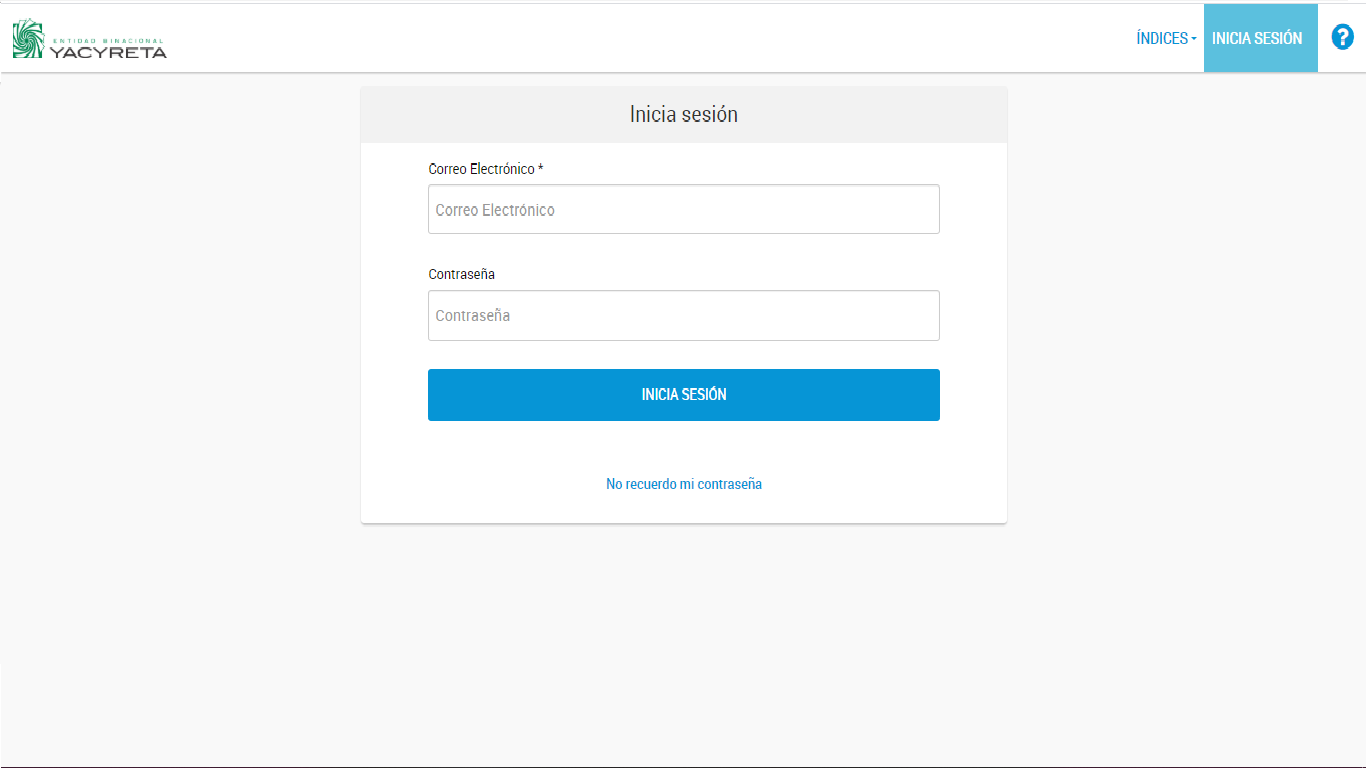 ENTIDAD BINACIONAL
YACYRETA
ÍNDICES
INICIA SESIÓN
?
Inicia sesión
Correo Electrónico *
Correo Electrónico
Contraseña
Contraseña
INICIA SESIÓN
No recuerdo mi contraseña